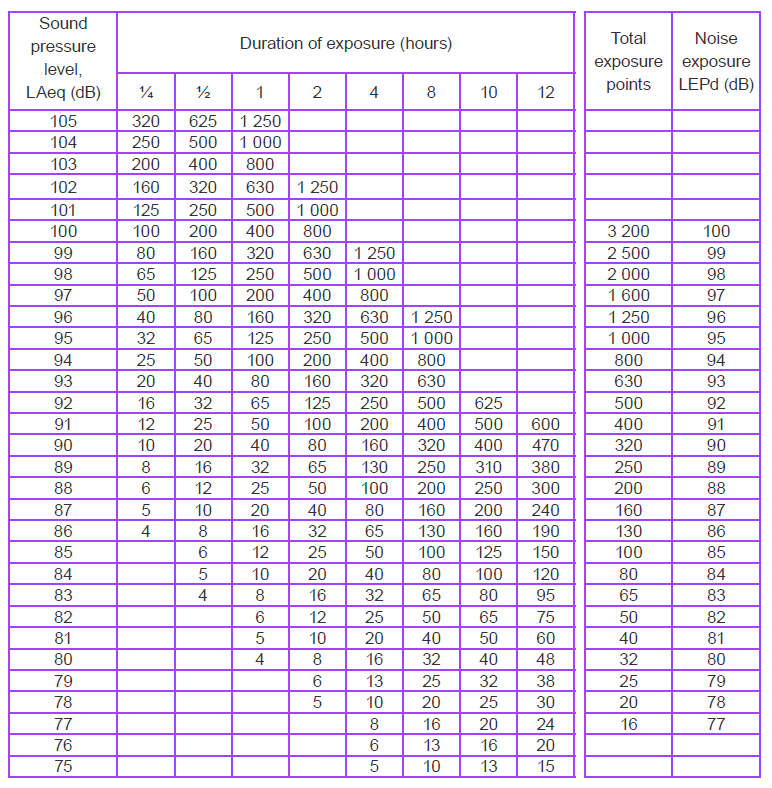 Sound pressure level, LAeq (dB) | Duration of exposure (hours) | Total exposure points | Noise exposure LEPd (dB)
¼ ½ 1 2 4 8 10 12
105 320 625 1 250
104 250 500 1 000
103 200 400 800
102 160 320 630 1 250
101 125 250 500 1 000
100 100 200 400 800 3 200 100
99 80 160 320 630 1 250 2 500 99
98 65 125 250 500 1 000 2 000 98
97 50 100 200 400 800 1 600 97
96 40 80 160 320 630 1 250 1 250 96
95 32 65 125 250 500 1 000 1 000 95
94 25 50 100 200 400 800 800 94
93 20 40 80 160 320 630 630 93
92 16 32 65 125 250 500 625 500 92
91 12 25 50 100 200 400 500 600 400 91
90 10 20 40 80 160 320 400 470 320 90
89 8 16 32 65 130 250 310 380 250 89
88 6 12 25 50 100 200 250 300 200 88
87 5 10 20 40 80 160 200 240 160 87
86 4 8 16 32 65 130 160 190 130 86
85 6 12 25 50 100 125 150 100 85
84 5 10 20 40 80 100 120 80 84
83 4 8 16 32 65 80 95 65 83
82 6 12 25 50 65 75 50 82
81 5 10 20 40 50 60 40 81
80 4 8 16 32 40 48 32 80
79 6 13 25 32 38 25 79
78 5 10 20 25 30 20 78
77 8 16 20 24 16 77
76 6 13 16 20
75 5 10 13 15